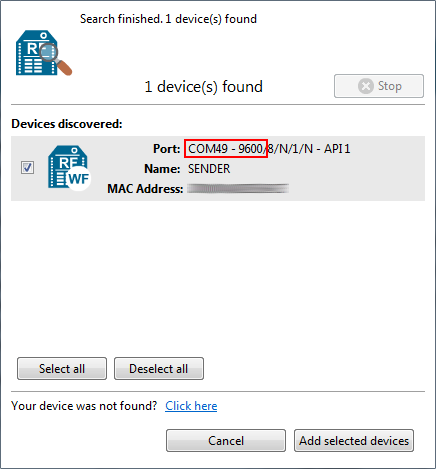 Search finished. 1 device(s) found
RF
1 device(s) found
Stop
Devices discovered:
Port: COM49 - 9600/8/N/1/N - API 1
RF
WF
Name: SENDER
MAC Address:
Select all
Deselect all
Your device was not found? Click here
Cancel
Add selected devices